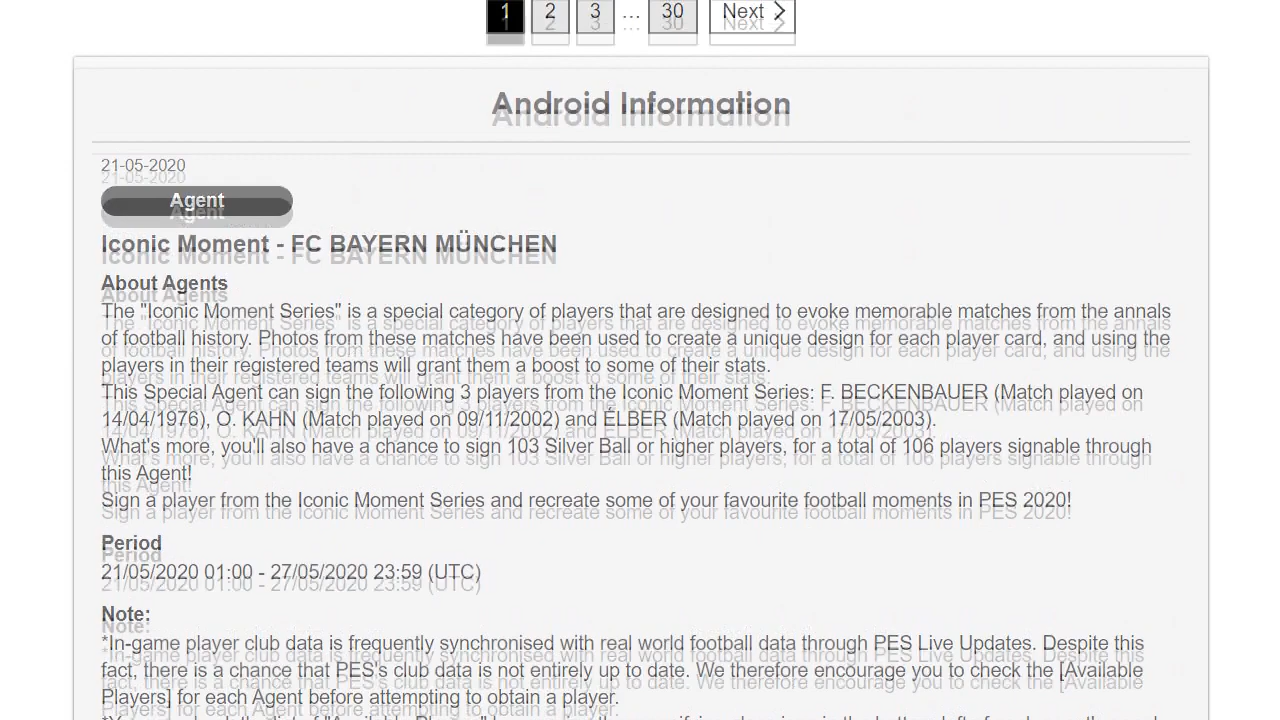 1 2 3 ... 30 Next
Android Information
21-05-2020
Agent
Iconic Moment - FC BAYERN MÜNCHEN
About Agents
The "Iconic Moment Series" is a special category of players that are designed to evoke memorable matches from the annals
of football history. Photos from these matches have been used to create a unique design for each player card, and using the
players in their registered teams will grant them a boost to some of their stats.
This Special Agent can sign the following 3 players from the Iconic Moment Series: F. BECKENBAUER (Match played on
14/04/1976), O. KAHN (Match played on 09/11/2002) and ÉLBER (Match played on 17/05/2003).
What's more, you'll also have a chance to sign 103 Silver Ball or higher players, for a total of 106 players signable through
this Agent!
Sign a player from the Iconic Moment Series and recreate some of your favourite football moments in PES 2020!
Period
21/05/2020 01:00 - 27/05/2020 23:59 (UTC)
Note:
*In-game player club data is frequently synchronised with real world football data through PES Live Updates. Despite this
fact, there is a chance that PES's club data is not entirely up to date. We therefore encourage you to check the [Available
Players] for each Agent before attempting to obtain a player.